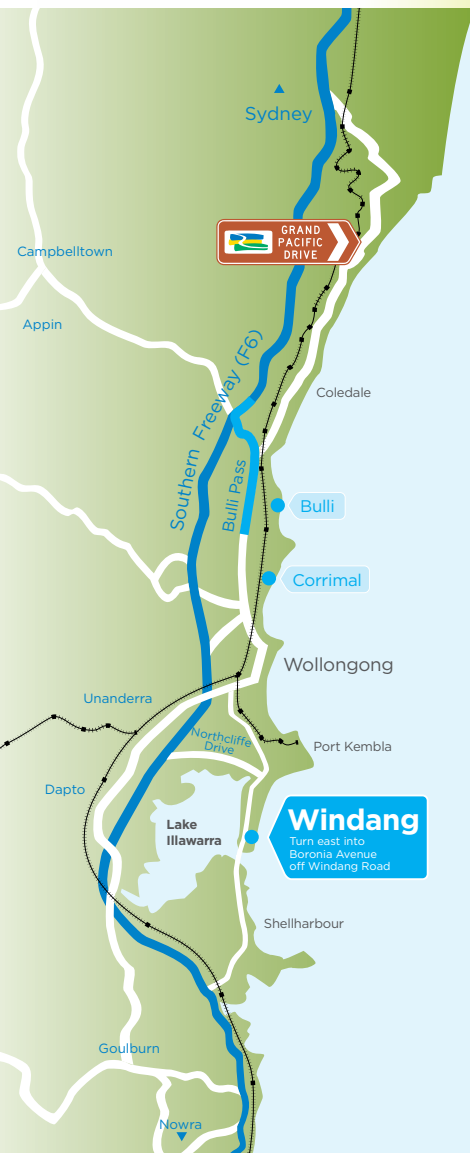 Sydney
GRAND
PACIFIC
DRIVE
Campbelltown
Appin
Southern Freeway (F6)
Coledale
Bulli Pass
Bulli
Corrimal
Wollongong
Unanderra
Northcliffe
Drive
Port Kembla
Dapto
Lake
Illawarra
Windang
Turn east into
Boronia Avenue
off Windang Road
Shellharbour
Goulburn
Nowra